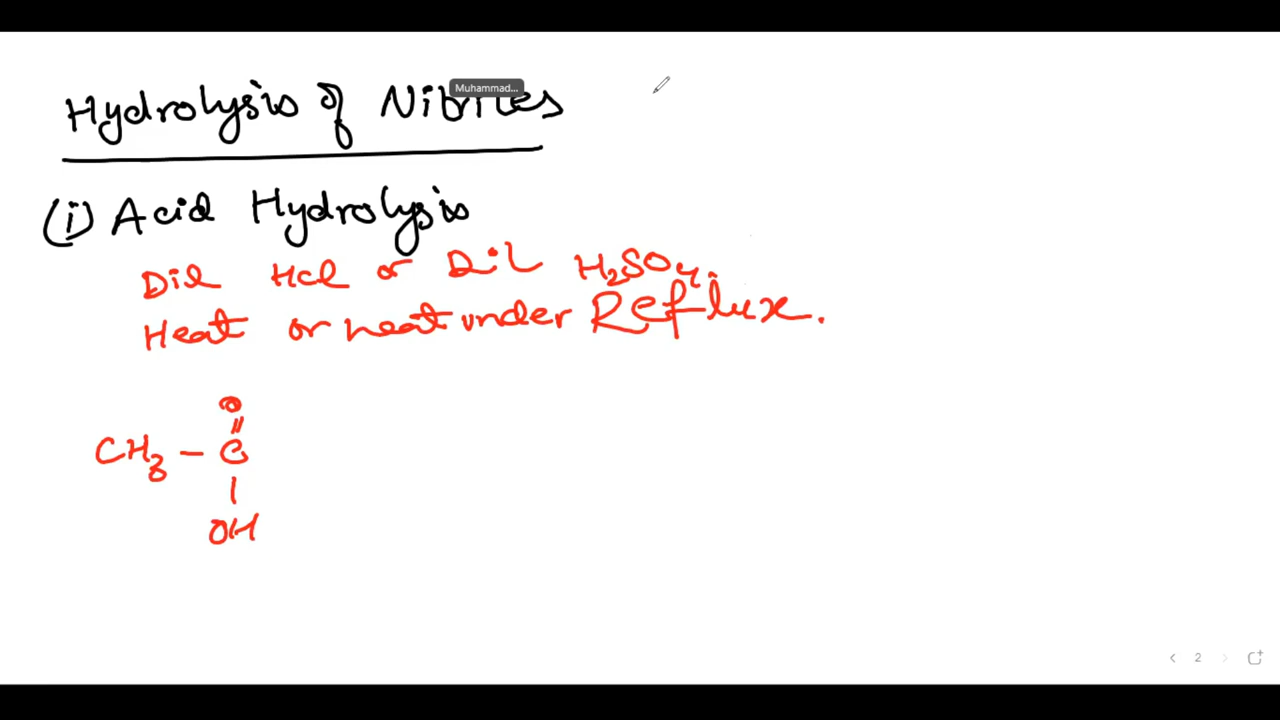 Hydrolysis of Nitriles
Muhammad...
(i) Acid Hydrolysis
Dil HCl or Dil H2SO4.
Heat or heat under Reflux.
O
||
CH3 - C
|
OH
2